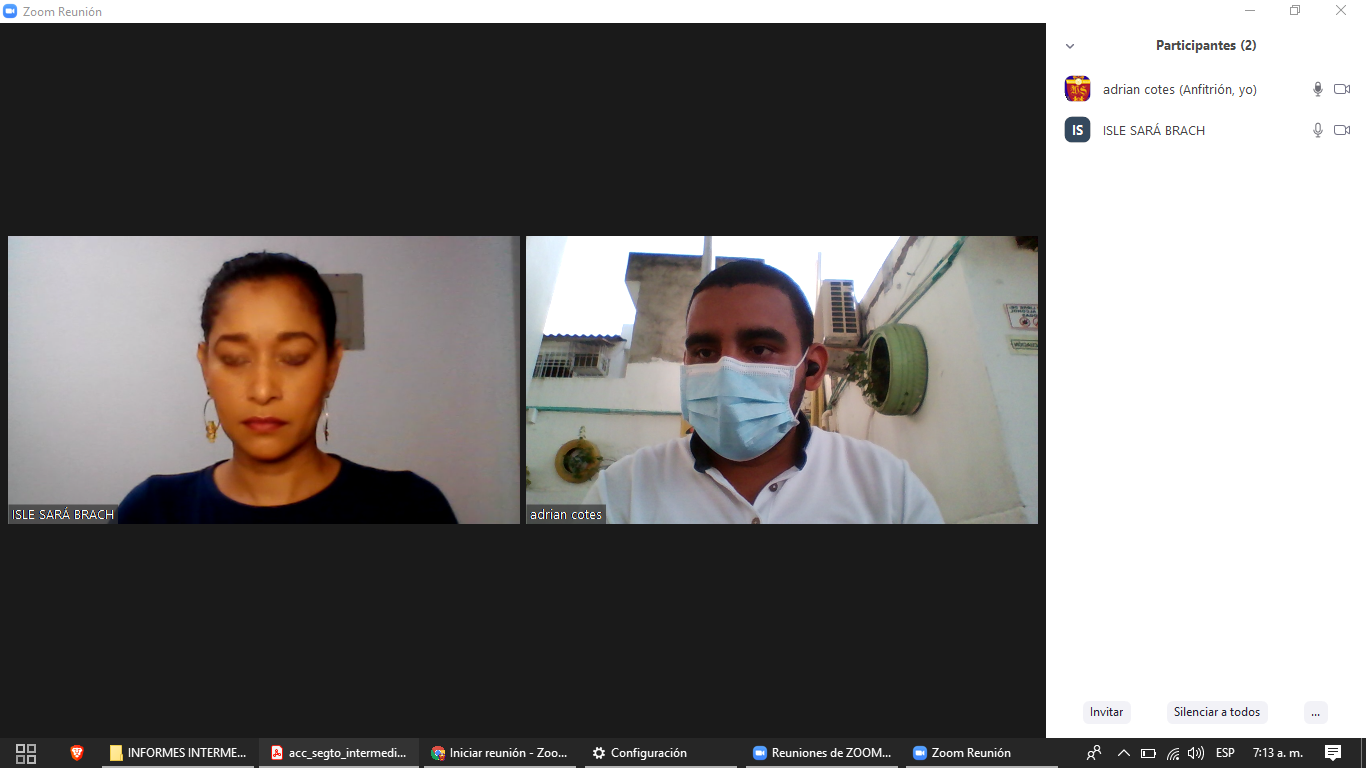 Zoom Reunión
Participantes (2)
adrian cotes (Anfitrión, yo)
IS ISLE SARÁ BRACH
ISLE SARÁ BRACH
adrian cotes
Invitar
Silenciar a todos
...
INFORMES INTERME...
acc_segto_intermedi...
Iniciar reunión - Zoo...
Configuración
Reuniones de ZOOM...
Zoom Reunión
ESP
7:13 a. m.